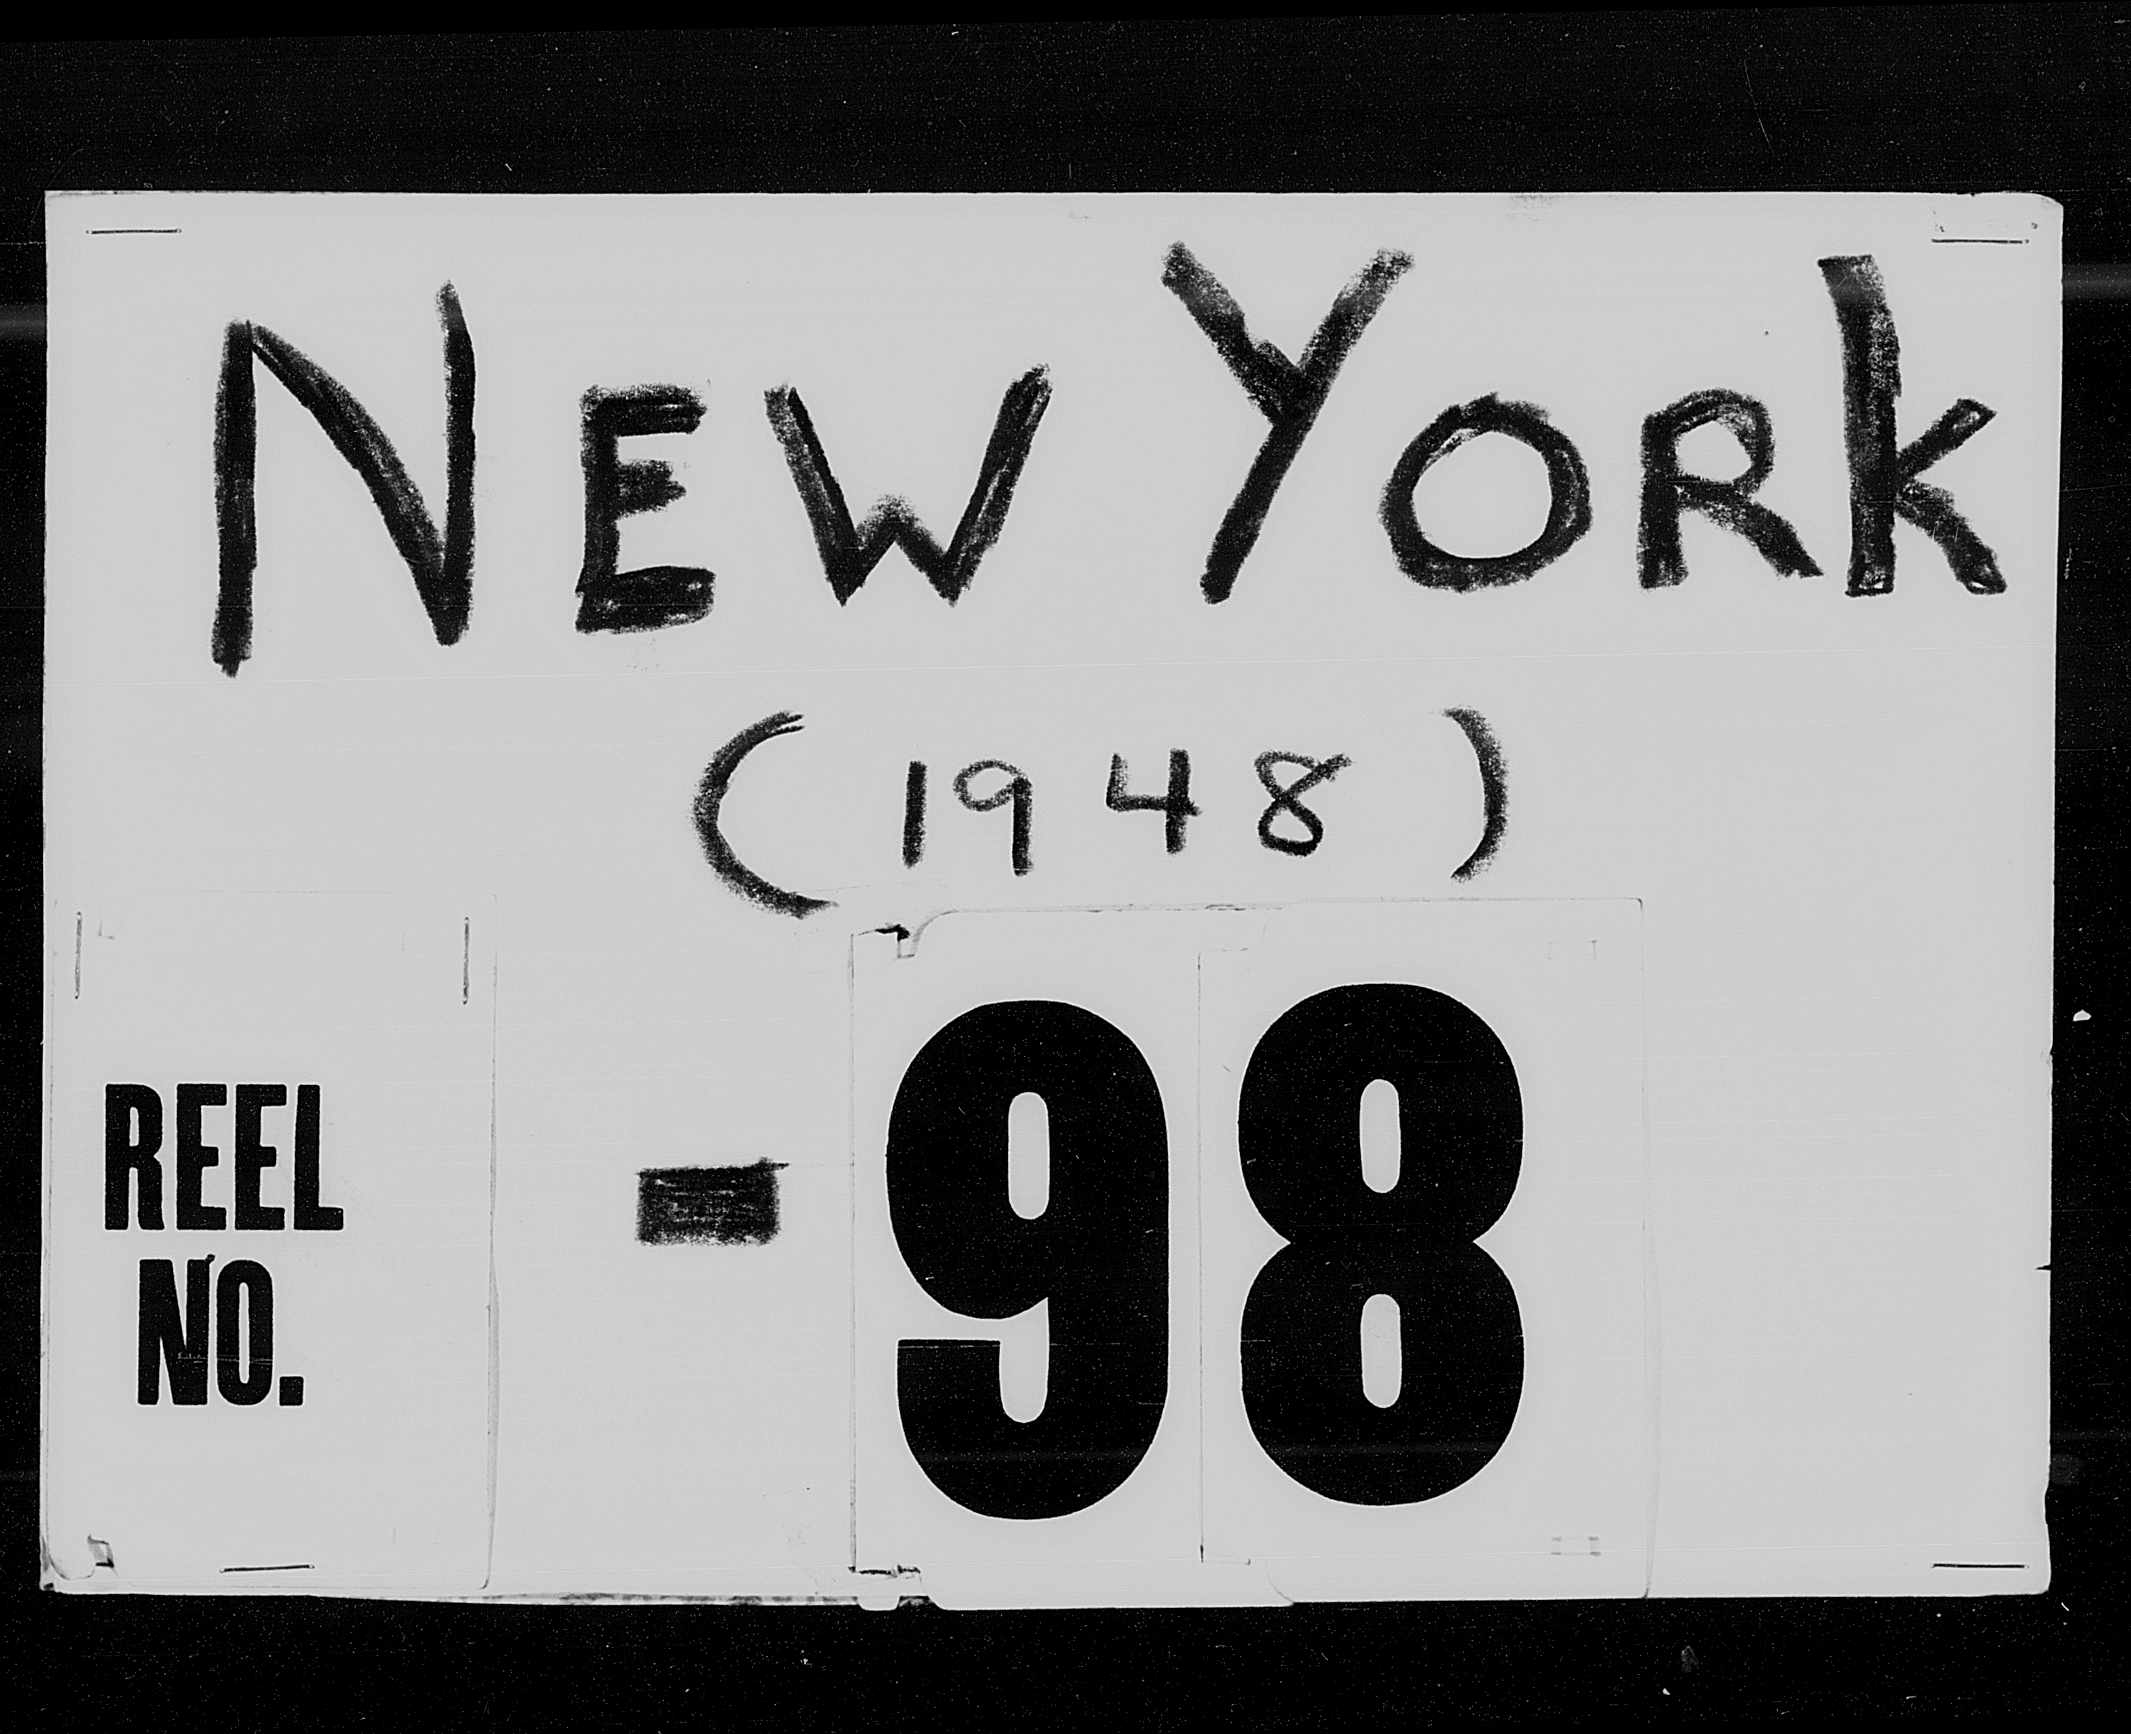 NEW YORK
(1948)
REEL NO. - 98